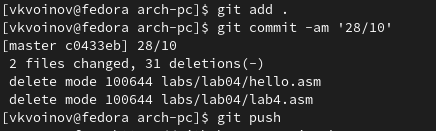 [vkvoinov@fedora arch-pc]$ git add .
[vkvoinov@fedora arch-pc]$ git commit -am '28/10'
[master c0433eb] 28/10
 2 files changed, 31 deletions(-)
 delete mode 100644 labs/lab04/hello.asm
 delete mode 100644 labs/lab04/lab4.asm
[vkvoinov@fedora arch-pc]$ git push